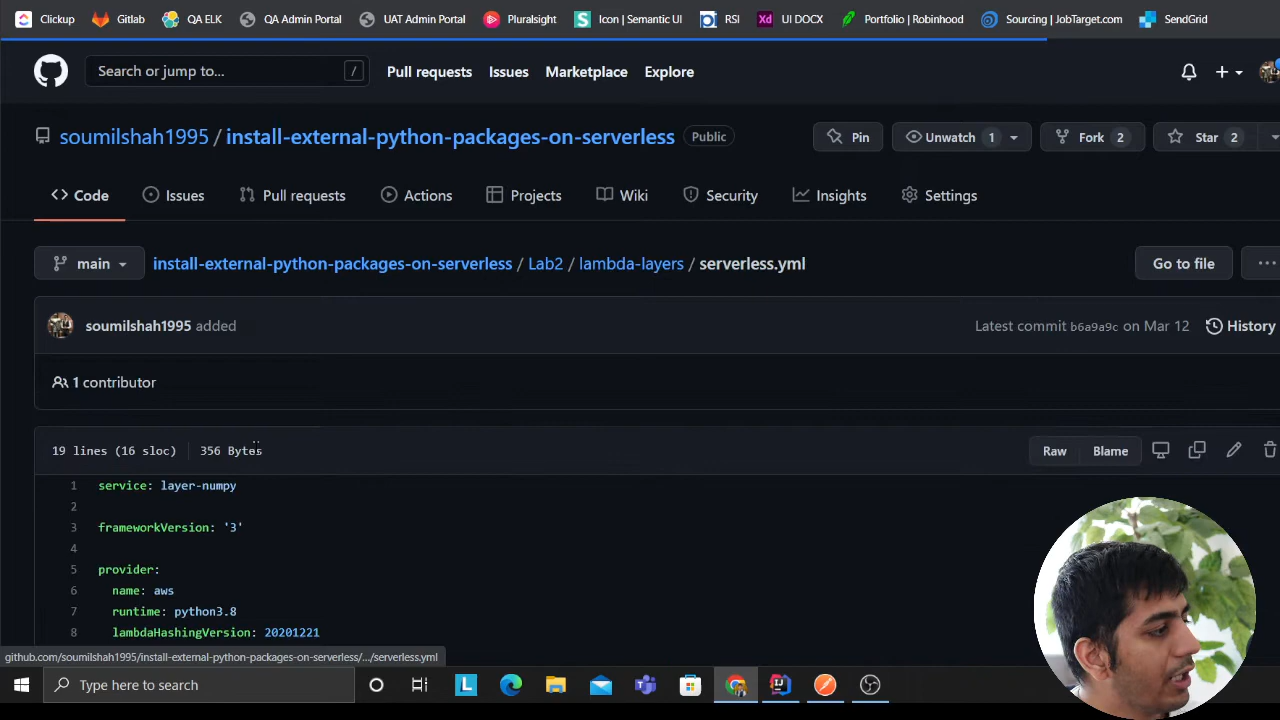 Clickup Gitlab QA ELK QA Admin Portal UAT Admin Portal Pluralsight Icon | Semantic UI RSI UI DOCX Portfolio | Robinhood Sourcing | JobTarget.com SendGrid
Search or jump to... / Pull requests Issues Marketplace Explore
soumilshah1995 / install-external-python-packages-on-serverless Public Pin Unwatch 1 Fork 2 Star 2
Code Issues Pull requests Actions Projects Wiki Security Insights Settings
main install-external-python-packages-on-serverless / Lab2 / lambda-layers / serverless.yml Go to file ...
soumilshah1995 added Latest commit b6a9a9c on Mar 12 History
1 contributor
19 lines (16 sloc) 356 Bytes Raw Blame
1 service: layer-numpy
2
3 frameworkVersion: '3'
4
5 provider:
6 name: aws
7 runtime: python3.8
8 lambdaHashingVersion: 20201221
github.com/soumilshah1995/install-external-python-packages-on-serverless/.../serverless.yml
Type here to search